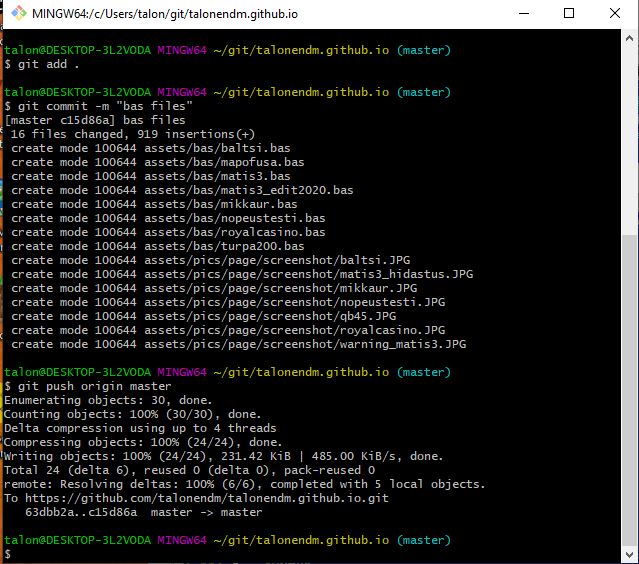 MINGW64:/c/Users/talon/git/talonendm.github.io
talon@DESKTOP-3L2VODA MINGW64 ~/git/talonendm.github.io (master)
$ git add .
talon@DESKTOP-3L2VODA MINGW64 ~/git/talonendm.github.io (master)
$ git commit -m "bas files"
[master c15d86a] bas files
 16 files changed, 919 insertions(+)
 create mode 100644 assets/bas/baltsi.bas
 create mode 100644 assets/bas/mapofusa.bas
 create mode 100644 assets/bas/matis3.bas
 create mode 100644 assets/bas/matis3_edit2020.bas
 create mode 100644 assets/bas/mikkaur.bas
 create mode 100644 assets/bas/nopeustesti.bas
 create mode 100644 assets/bas/royalcasino.bas
 create mode 100644 assets/bas/turpa200.bas
 create mode 100644 assets/pics/page/screenshot/baltsi.JPG
 create mode 100644 assets/pics/page/screenshot/matis3_hidastus.JPG
 create mode 100644 assets/pics/page/screenshot/mikkaur.JPG
 create mode 100644 assets/pics/page/screenshot/nopeustesti.JPG
 create mode 100644 assets/pics/page/screenshot/qb45.JPG
 create mode 100644 assets/pics/page/screenshot/royalcasino.JPG
 create mode 100644 assets/pics/page/screenshot/warning_matis3.JPG
talon@DESKTOP-3L2VODA MINGW64 ~/git/talonendm.github.io (master)
$ git push origin master
Enumerating objects: 30, done.
Counting objects: 100% (30/30), done.
Delta compression using up to 4 threads
Compressing objects: 100% (24/24), done.
Writing objects: 100% (24/24), 231.42 KiB | 485.00 KiB/s, done.
Total 24 (delta 6), reused 0 (delta 0), pack-reused 0
remote: Resolving deltas: 100% (6/6), completed with 5 local objects.
To https://github.com/talonendm/talonendm.github.io.git
   63dbb2a..c15d86a  master -> master
talon@DESKTOP-3L2VODA MINGW64 ~/git/talonendm.github.io (master)
$